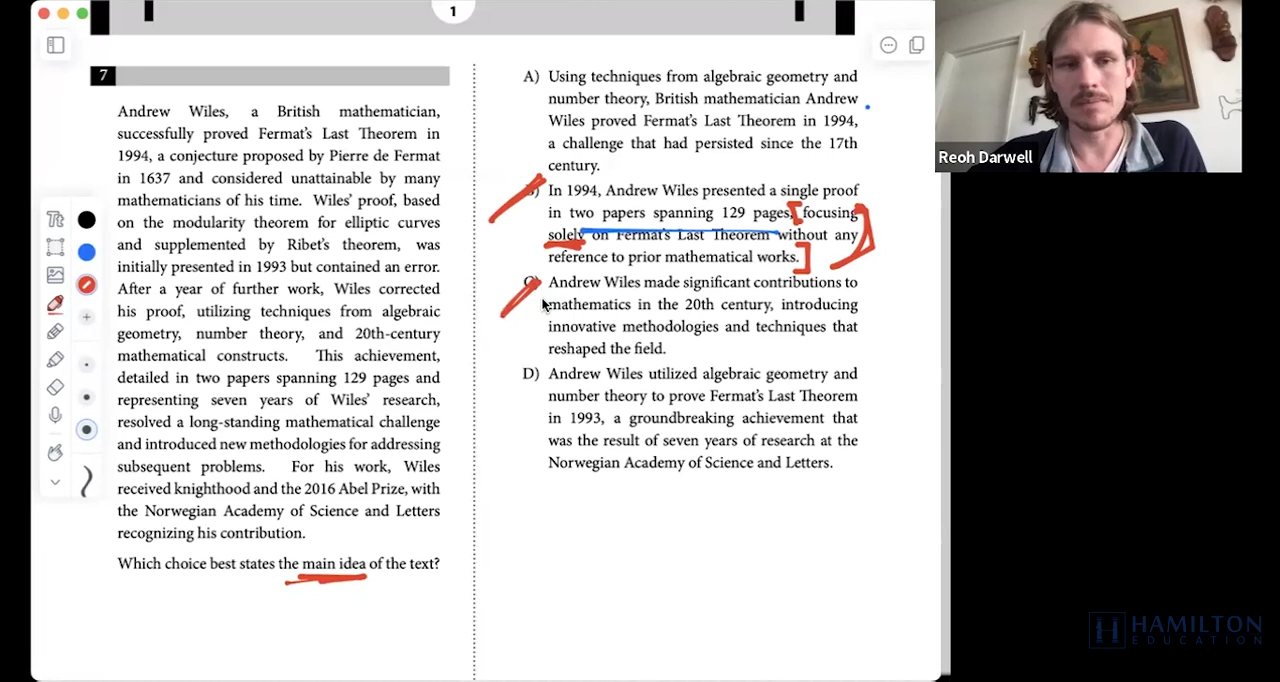 1
7
Andrew Wiles, a British mathematician,
successfully proved Fermat's Last Theorem in
1994, a conjecture proposed by Pierre de Fermat
in 1637 and considered unattainable by many
mathematicians of his time. Wiles' proof, based
on the modularity theorem for elliptic curves
and supplemented by Ribet's theorem, was
initially presented in 1993 but contained an error.
After a year of further work, Wiles corrected
his proof, utilizing techniques from algebraic
geometry, number theory, and 20th-century
mathematical constructs. This achievement,
detailed in two papers spanning 129 pages and
representing seven years of Wiles' research,
resolved a long-standing mathematical challenge
and introduced new methodologies for addressing
subsequent problems. For his work, Wiles
received knighthood and the 2016 Abel Prize, with
the Norwegian Academy of Science and Letters
recognizing his contribution.
Which choice best states the main idea of the text?
A) Using techniques from algebraic geometry and
number theory, British mathematician Andrew
Wiles proved Fermat's Last Theorem in 1994,
a challenge that had persisted since the 17th
century.
B) In 1994, Andrew Wiles presented a single proof
in two papers spanning 129 pages, focusing
solely on Fermat's Last Theorem without any
reference to prior mathematical works.
C) Andrew Wiles made significant contributions to
mathematics in the 20th century, introducing
innovative methodologies and techniques that
reshaped the field.
D) Andrew Wiles utilized algebraic geometry and
number theory to prove Fermat's Last Theorem
in 1993, a groundbreaking achievement that
was the result of seven years of research at the
Norwegian Academy of Science and Letters.
Tt
Reoh Darwell
HAMILTON
EDUCATION